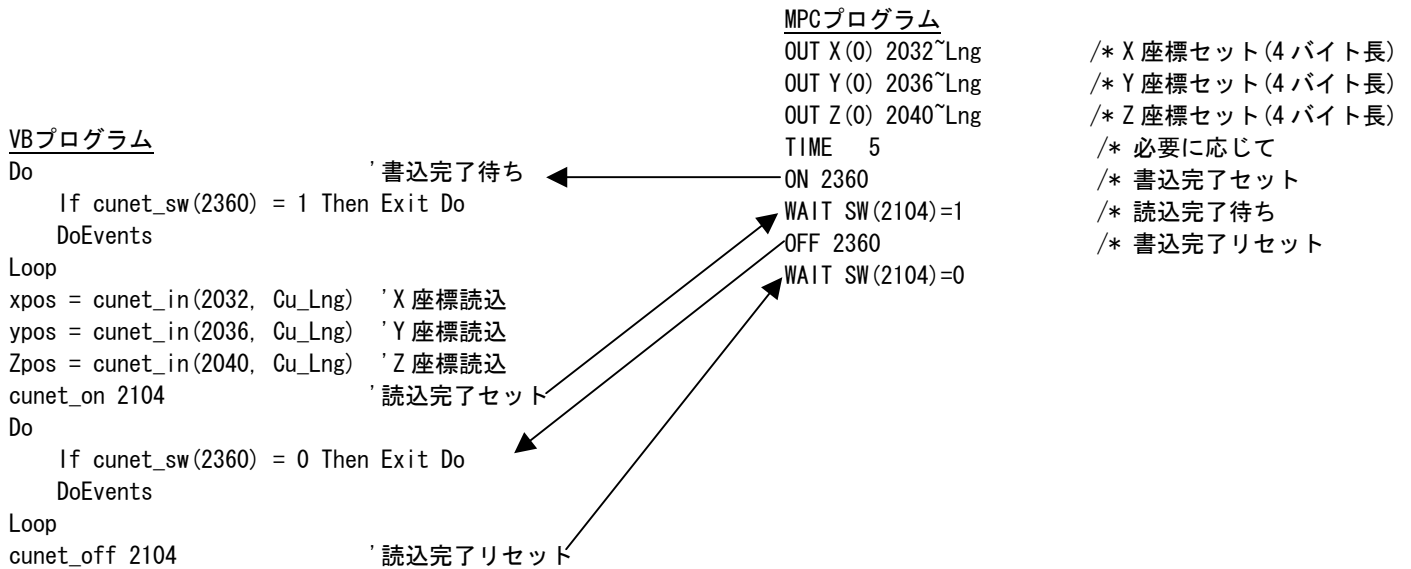 MPCプログラム
OUT X(0) 2032~Lng /* X 座標セット(4 バイト長)
OUT Y(0) 2036~Lng /* Y 座標セット(4 バイト長)
OUT Z(0) 2040~Lng /* Z 座標セット(4 バイト長)
TIME 5 /* 必要に応じて
ON 2360 /* 書込完了セット
WAIT SW(2104)=1 /* 読込完了待ち
OFF 2360 /* 書込完了リセット
WAIT SW(2104)=0
VBプログラム
Do '書込完了待ち
If cunet_sw(2360) = 1 Then Exit Do
DoEvents
Loop
xpos = cunet_in(2032, Cu_Lng) 'X 座標読込
ypos = cunet_in(2036, Cu_Lng) 'Y 座標読込
Zpos = cunet_in(2040, Cu_Lng) 'Z 座標読込
cunet_on 2104 '読込完了セット
Do
If cunet_sw(2360) = 0 Then Exit Do
DoEvents
Loop
cunet_off 2104 '読込完了リセット